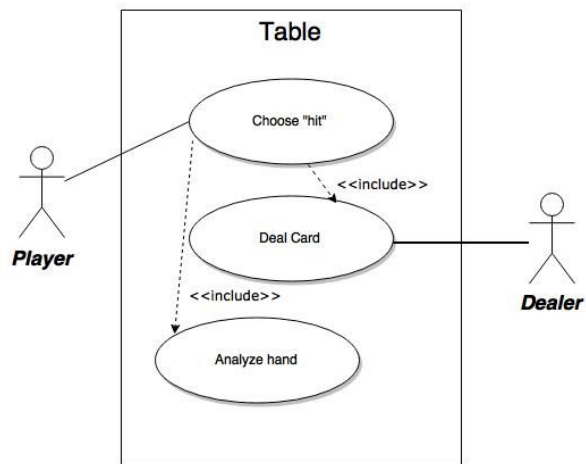 Table
Choose "hit"
<<include>>
Deal Card
Player
Dealer
<<include>>
Analyze hand